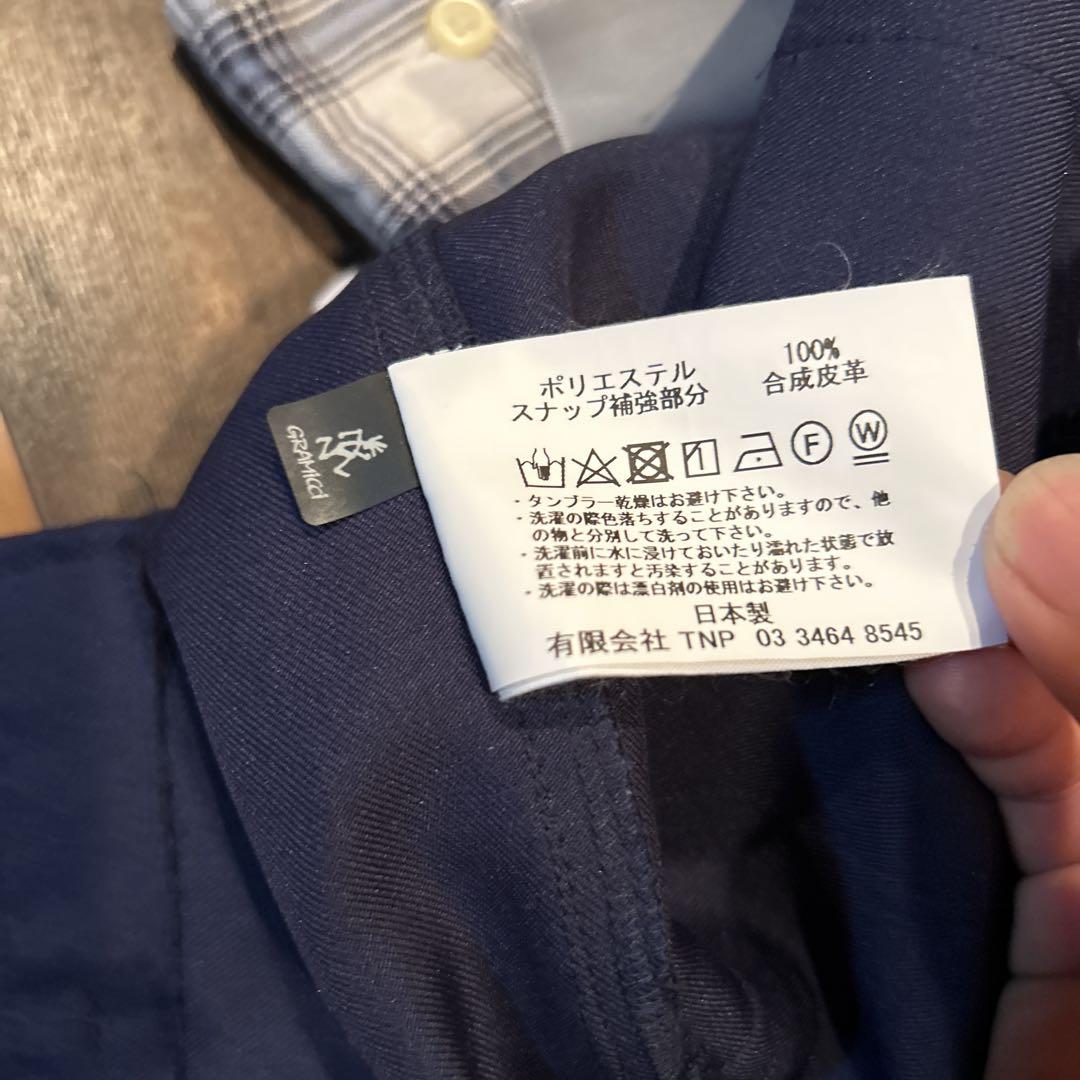 GRAMICCI
ポリエステル 100%
スナップ補強部分 合成皮革
F W
・タンブラー乾燥はお避け下さい。
・洗濯の際色落ちすることがありますので、他
の物と分別して洗って下さい。
・洗濯前に水に浸けておいたり濡れた状態で放
置されますと汚染することがあります。
・洗濯の際は漂白剤の使用はお避け下さい。
日本製
有限会社 TNP 03 3464 8545